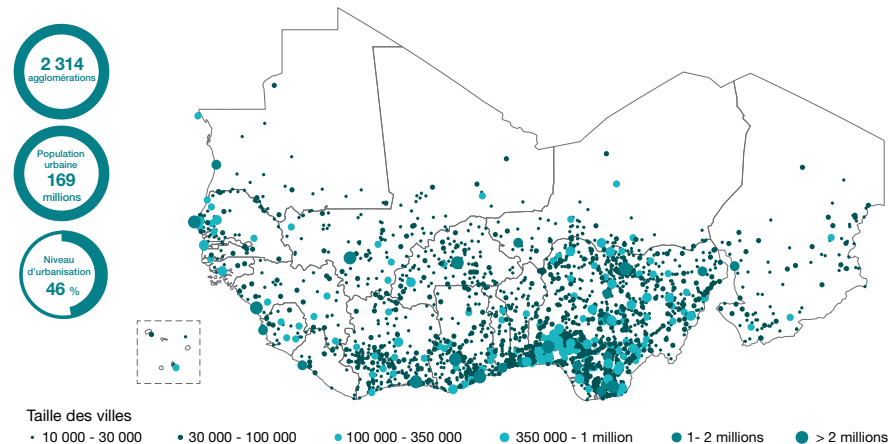 2 314
agglomérations
Population
urbaine
169
millions
Niveau
d'urbanisation
46 %
Taille des villes
10 000 - 30 000
30 000 - 100 000
100 000 - 350 000
350 000 - 1 million
1- 2 millions
> 2 millions